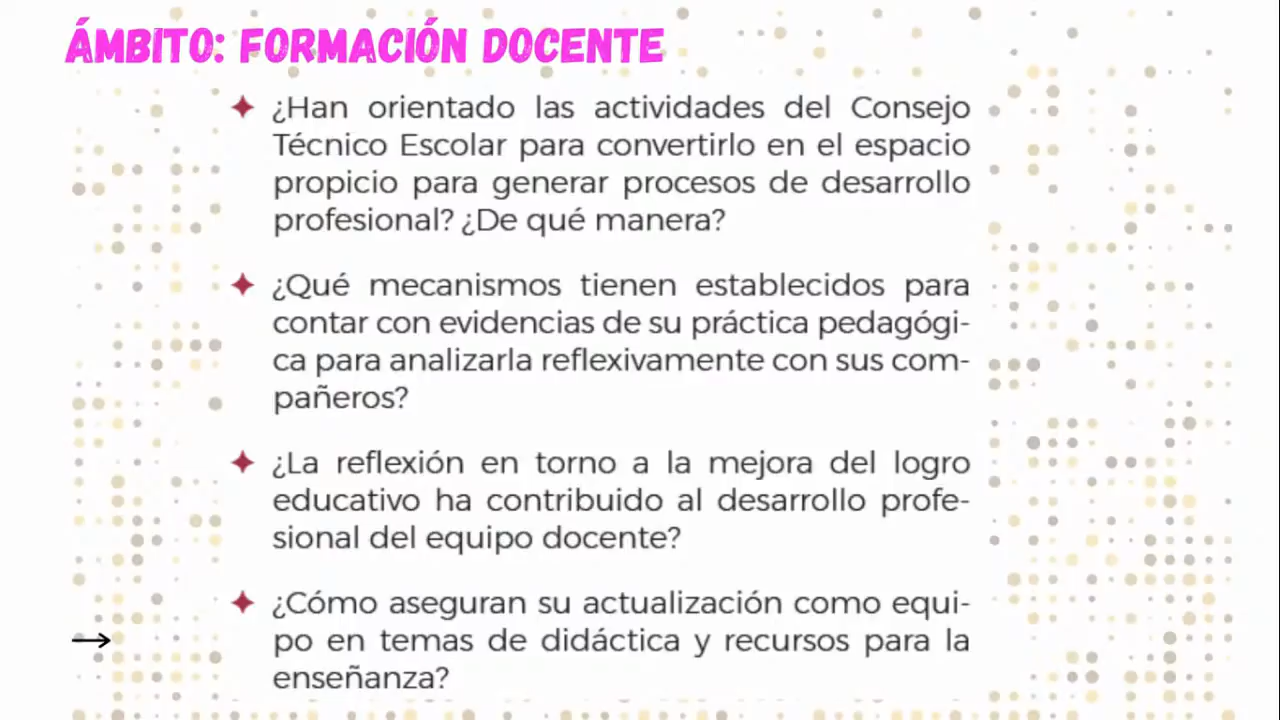 ÁMBITO: FORMACIÓN DOCENTE
¿Han orientado las actividades del Consejo
Técnico Escolar para convertirlo en el espacio
propicio para generar procesos de desarrollo
profesional? ¿De qué manera?
¿Qué mecanismos tienen establecidos para
contar con evidencias de su práctica pedagógi-
ca para analizarla reflexivamente con sus com-
pañeros?
¿La reflexión en torno a la mejora del logro
educativo ha contribuido al desarrollo profe-
sional del equipo docente?
¿Cómo aseguran su actualización como equi-
po en temas de didáctica y recursos para la
enseñanza?